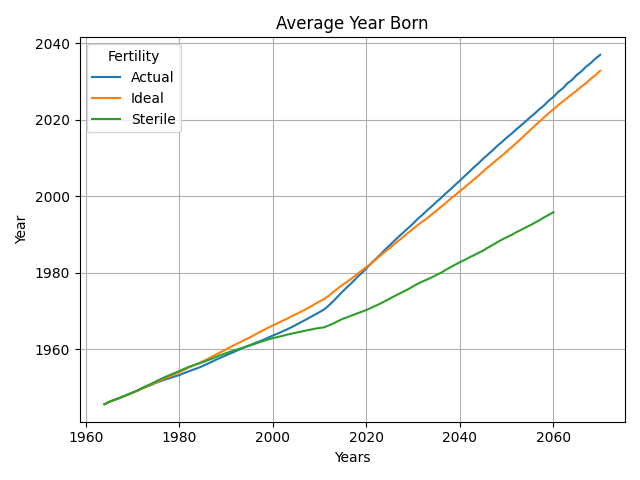 Average Year Born
Fertility
Actual
Ideal
Sterile
Year
2040
2020
2000
1980
1960
1960 1980 2000 2020 2040 2060
Years